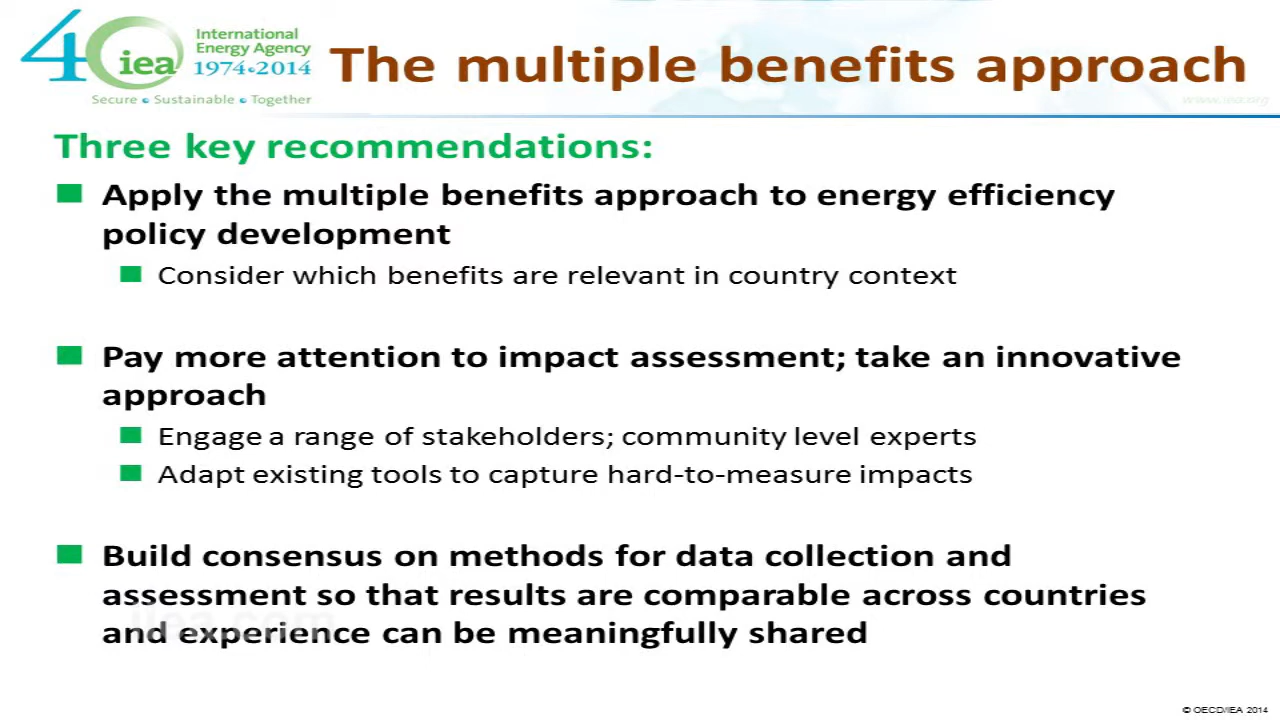 40 iea
International
Energy Agency
1974•2014
Secure • Sustainable • Together
The multiple benefits approach
www.iea.org
Three key recommendations:
Apply the multiple benefits approach to energy efficiency
policy development
Consider which benefits are relevant in country context
Pay more attention to impact assessment; take an innovative
approach
Engage a range of stakeholders; community level experts
Adapt existing tools to capture hard-to-measure impacts
Build consensus on methods for data collection and
assessment so that results are comparable across countries
and experience can be meaningfully shared
© OECD/IEA 2014